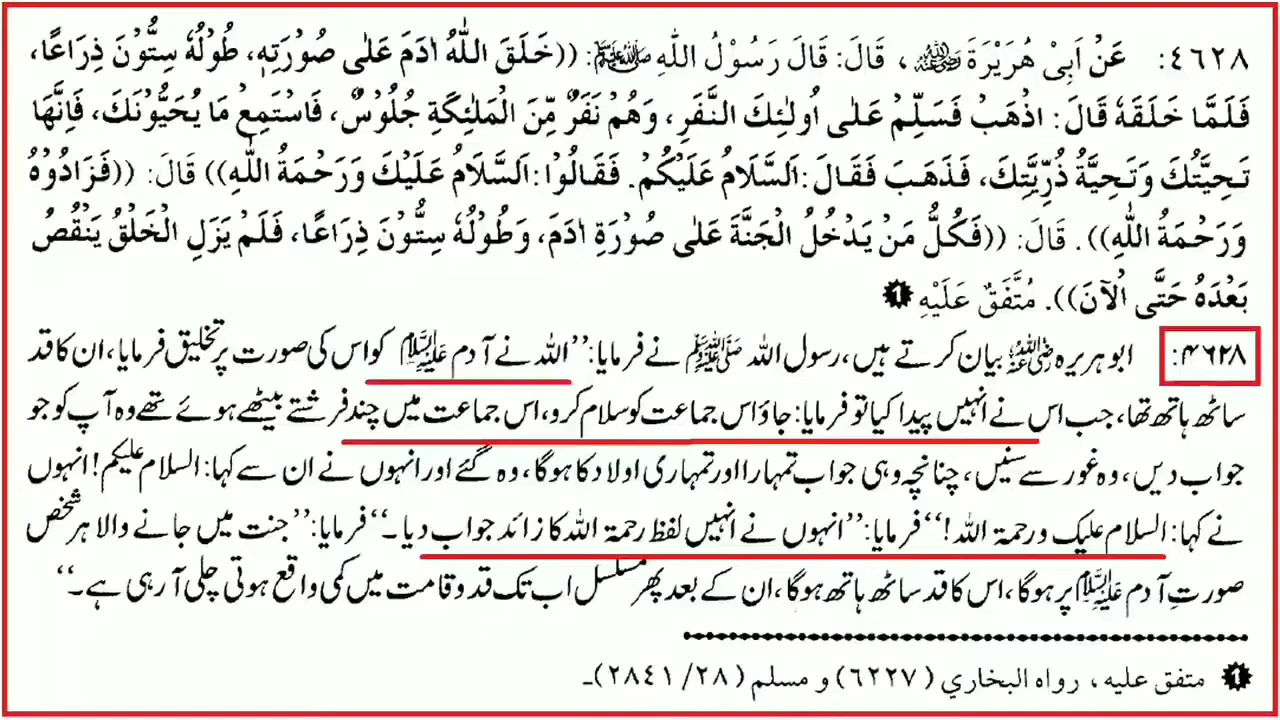 ٤٦٢٨: عَنْ اَبِیْ هُرَیْرَةَ رضی اللہ عنہ، قَالَ: قَالَ رَسُوْلُ اللّٰهِ ﷺ: ((خَلَقَ اللّٰهُ اٰدَمَ عَلٰی صُوْرَتِهٖ، طُوْلُهٗ سِتُّوْنَ ذِرَاعًا،
فَلَمَّا خَلَقَهٗ قَالَ: اذْهَبْ فَسَلِّمْ عَلٰی اُولٰئِكَ النَّفَرِ، وَهُمْ نَفَرٌ مِّنَ الْمَلٰئِكَةِ جُلُوْسٌ، فَاسْتَمِعْ مَا یُحَیُّوْنَكَ، فَاِنَّهَا
تَحِیَّتُكَ وَتَحِیَّةُ ذُرِّیَّتِكَ، فَذَهَبَ فَقَالَ: اَلسَّلَامُ عَلَیْكُمْ. فَقَالُوْا: اَلسَّلَامُ عَلَیْكَ وَرَحْمَةُ اللّٰهِ)) قَالَ: ((فَزَادُوْهُ
وَرَحْمَةُ اللّٰهِ)). قَالَ: ((فَكُلُّ مَنْ یَدْخُلُ الْجَنَّةَ عَلٰی صُوْرَةِ اٰدَمَ، وَطُوْلُهٗ سِتُّوْنَ ذِرَاعًا، فَلَمْ یَزَلِ الْخَلْقُ یَنْقُصُ
بَعْدَهٗ حَتَّی الْاٰنَ)). مُتَّفَقٌ عَلَیْهِ ❶
۴۶۲۸: ابو ہریرہ رضی اللہ عنہ بیان کرتے ہیں، رسول اللہ ﷺ نے فرمایا: ’’اللہ نے آدم علیہ السلام کو اس کی صورت پر تخلیق فرمایا، ان کا قد
ساٹھ ہاتھ تھا، جب اس نے انہیں پیدا کیا تو فرمایا: جاؤ اس جماعت کو سلام کرو، اس جماعت میں چند فرشتے بیٹھے ہوئے تھے وہ آپ کو جو
جواب دیں، وہ غور سے سنیں، چنانچہ وہی جواب تمہارا اور تمہاری اولاد کا ہوگا، وہ گئے اور انہوں نے ان سے کہا: السلام علیکم! انہوں
نے کہا: السلام علیک ورحمۃ اللہ!‘‘ فرمایا: ’’انہوں نے انہیں لفظ رحمۃ اللہ کا زائد جواب دیا۔‘‘ فرمایا: ’’جنت میں جانے والا ہر شخص
صورتِ آدم علیہ السلام پر ہوگا، اس کا قد ساٹھ ہاتھ ہوگا، ان کے بعد پھر مسلسل اب تک قد و قامت میں کمی واقع ہوتی چلی آ رہی ہے۔‘‘
❶ متفق علیه، رواه البخاري (٦٢٢٧) و مسلم (٢٨/ ٢٨٤١)۔